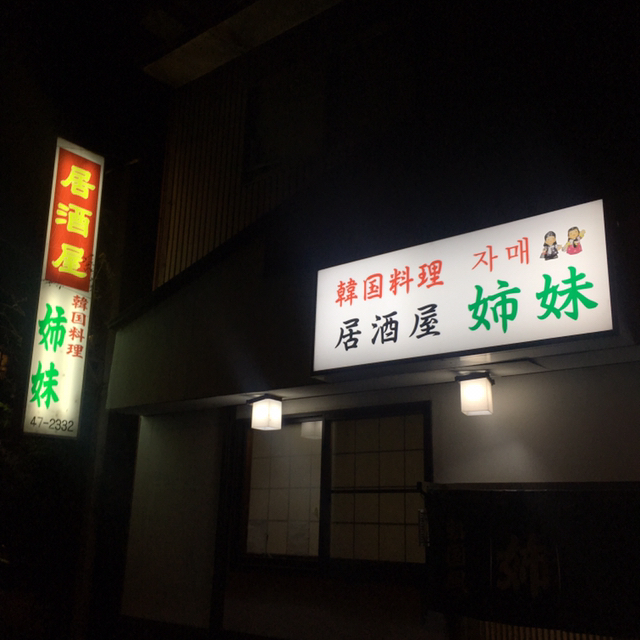 居酒屋
韓国料理
姉妹
47-2332
韓国料理 자매
居酒屋 姉妹